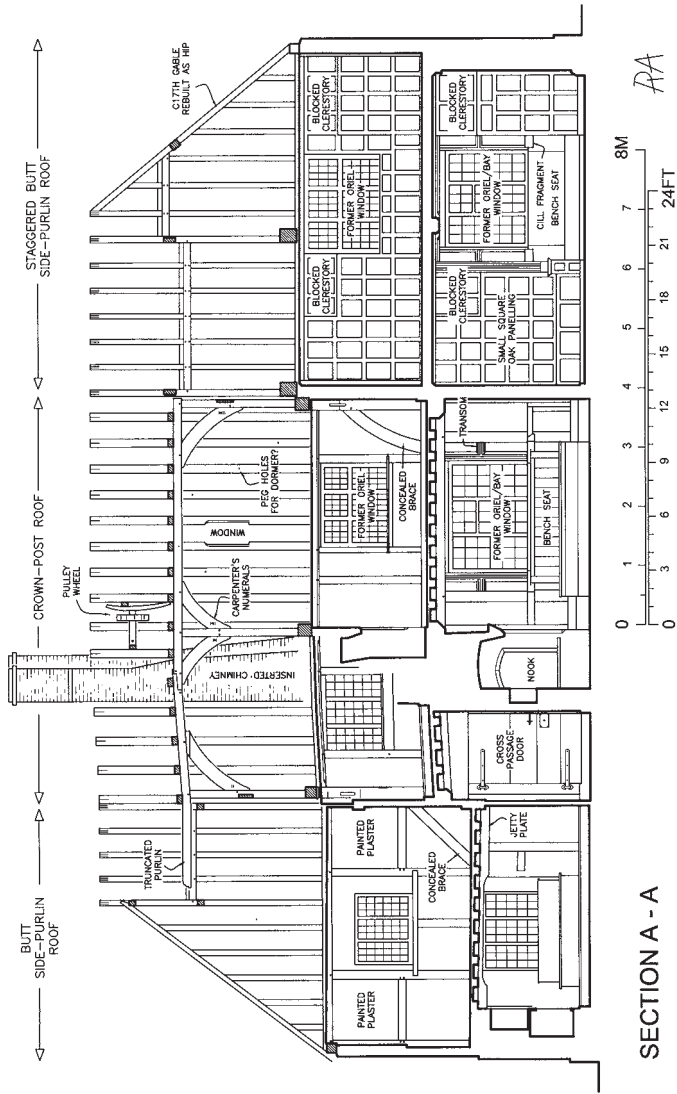 BUTT
SIDE-PURLIN
ROOF
CROWN-POST ROOF
STAGGERED BUTT
SIDE-PURLIN ROOF
PULLEY
WHEEL
C17TH GABLE
REBUILT AS HIP
TRUNCATED
PURLIN
INSERTED CHIMNEY
CARPENTER'S
NUMERALS
WINDOW
PEG HOLES
FOR DORMER?
PAINTED
PLASTER
PAINTED
PLASTER
CONCEALED
BRACE
FORMER ORIEL
WINDOW
CONCEALED
BRACE
BLOCKED
CLERESTORY
FORMER ORIEL
WINDOW
BLOCKED
CLERESTORY
JETTY
PLATE
CROSS
PASSAGE
DOOR
NOOK
TRANSOM
FORMER ORIEL/BAY
WINDOW
BENCH SEAT
BLOCKED
CLERESTORY
SMALL SQUARE
OAK PANELLING
FORMER ORIEL/BAY
WINDOW
BLOCKED
CLERESTORY
CILL FRAGMENT
BENCH SEAT
SECTION A - A
0 1 2 3 4 5 6 7 8M
0 3 6 9 12 15 18 21 24FT
RA